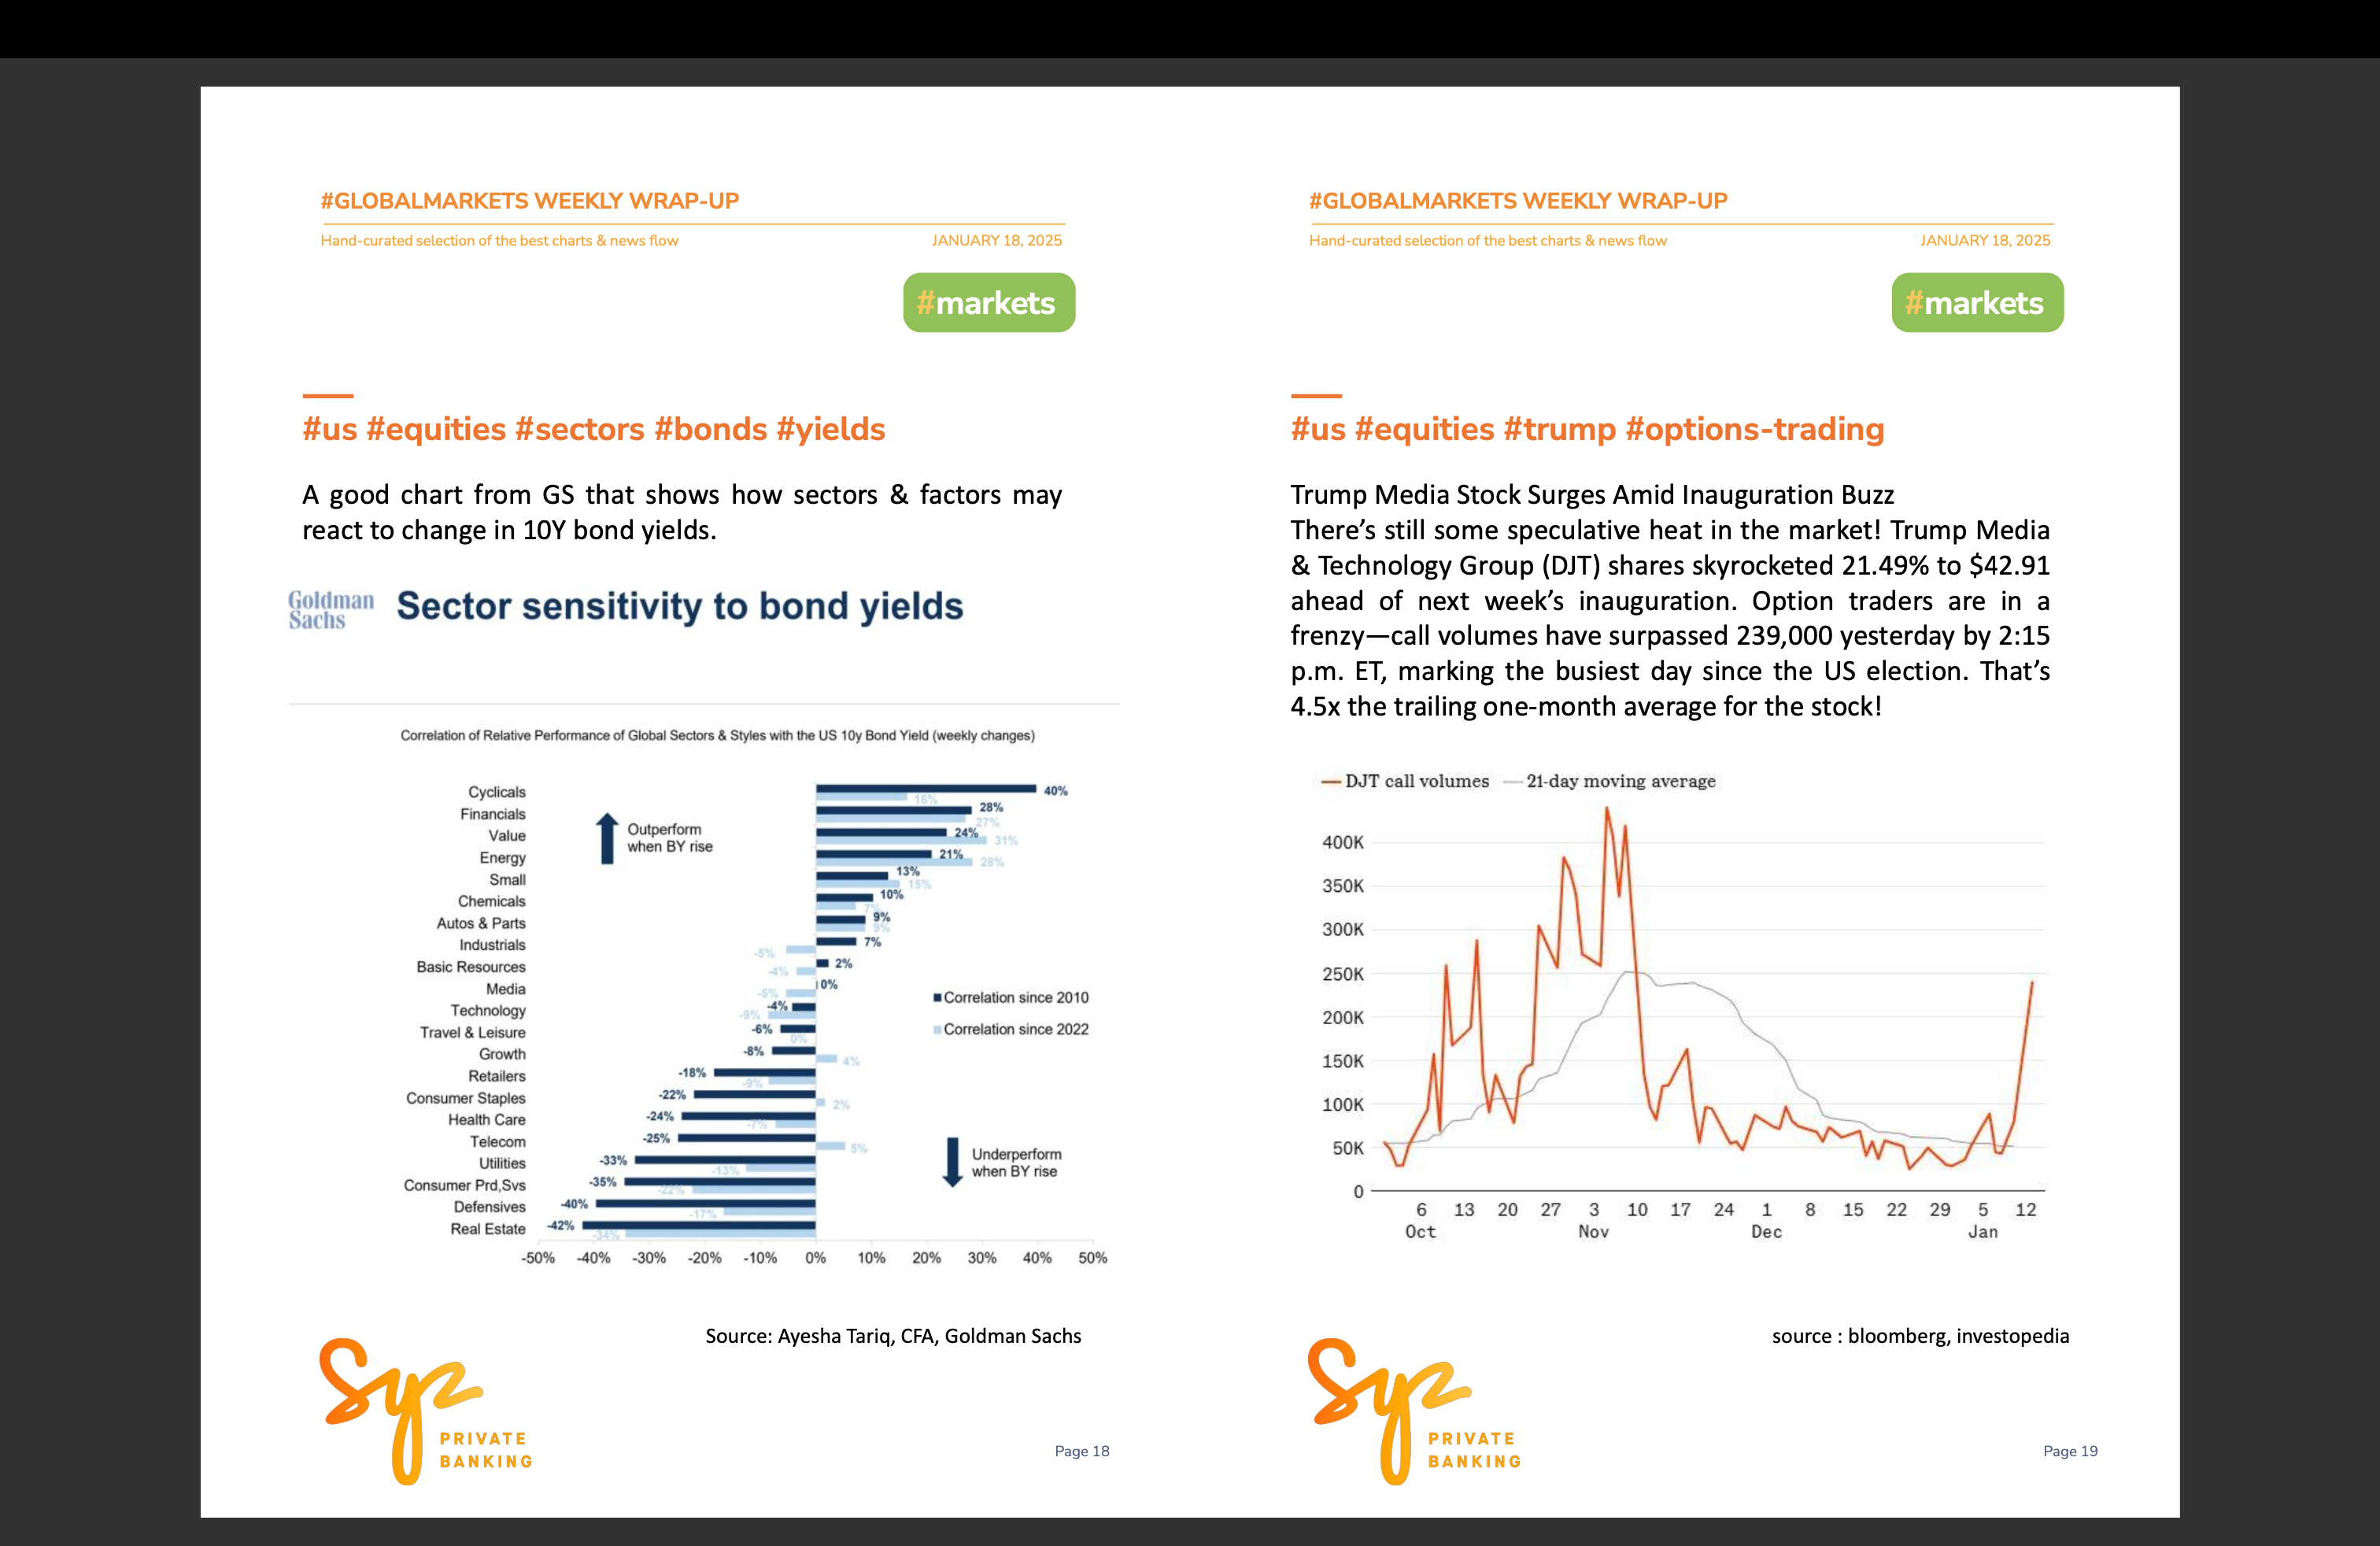 #GLOBALMARKETS WEEKLY WRAP-UP
Hand-curated selection of the best charts & news flow
JANUARY 18, 2025
#markets
#us #equities #sectors #bonds #yields
A good chart from GS that shows how sectors & factors may
react to change in 10Y bond yields.
Goldman
Sachs
Sector sensitivity to bond yields
Correlation of Relative Performance of Global Sectors & Styles with the US 10y Bond Yield (weekly changes)
Cyclicals 40% 16%
Financials 28% 27%
Value 24% 31%
Energy 21% 28%
Small 13% 15%
Chemicals 10% 7%
Autos & Parts 9% 9%
Industrials 7% -5%
Basic Resources 2% -4%
Media 0% -5%
Technology -4% -9%
Travel & Leisure -6% 0%
Growth -8% 4%
Retailers -18% -9%
Consumer Staples -22% 2%
Health Care -24% -7%
Telecom -25% 5%
Utilities -33% -13%
Consumer Prd,Svs -35% -22%
Defensives -40% -17%
Real Estate -42% -34%
Outperform
when BY rise
Correlation since 2010
Correlation since 2022
Underperform
when BY rise
-50% -40% -30% -20% -10% 0% 10% 20% 30% 40% 50%
Source: Ayesha Tariq, CFA, Goldman Sachs
Syz
PRIVATE
BANKING
Page 18
#GLOBALMARKETS WEEKLY WRAP-UP
Hand-curated selection of the best charts & news flow
JANUARY 18, 2025
#markets
#us #equities #trump #options-trading
Trump Media Stock Surges Amid Inauguration Buzz
There’s still some speculative heat in the market! Trump Media
& Technology Group (DJT) shares skyrocketed 21.49% to $42.91
ahead of next week’s inauguration. Option traders are in a
frenzy—call volumes have surpassed 239,000 yesterday by 2:15
p.m. ET, marking the busiest day since the US election. That’s
4.5x the trailing one-month average for the stock!
DJT call volumes 21-day moving average
400K
350K
300K
250K
200K
150K
100K
50K
0
6 13 20 27 3 10 17 24 1 8 15 22 29 5 12
Oct Nov Dec Jan
source : bloomberg, investopedia
Syz
PRIVATE
BANKING
Page 19